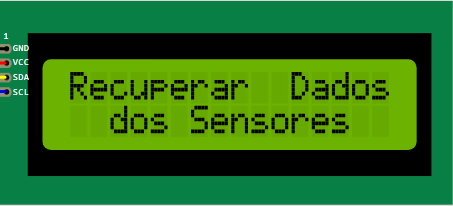 1
GND
VCC
SDA
SCL
Recuperar Dados
dos Sensores